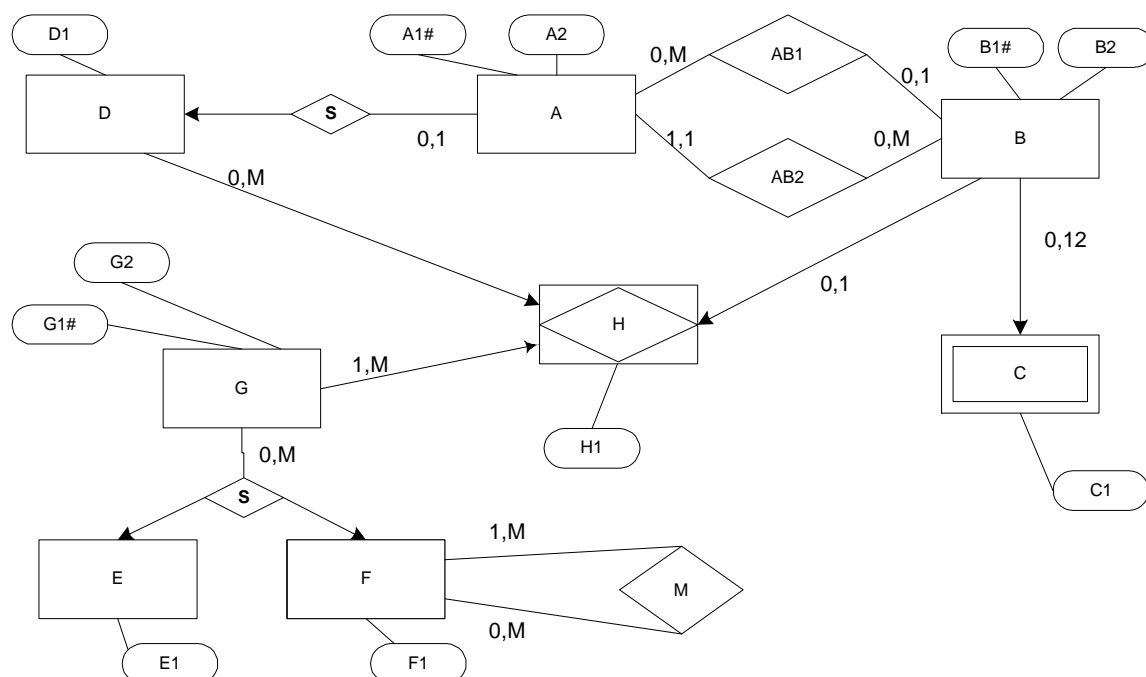 D1
A1#
A2
B1#
B2
D
S
A
0,1
0,M
AB1
0,1
1,1
AB2
0,M
B
0,M
0,12
G2
G1#
H
0,1
G
1,M
C
0,M
H1
S
C1
E
F
1,M
M
0,M
E1
F1